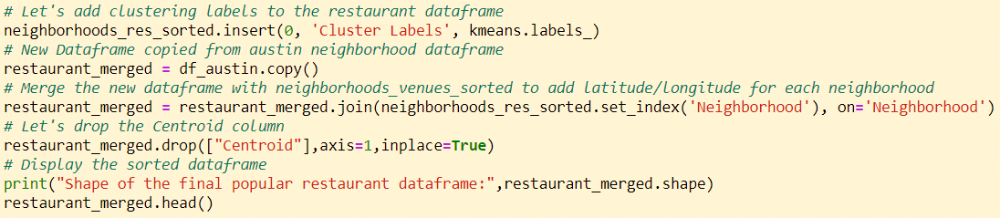 # Let's add clustering labels to the restaurant dataframe
neighborhoods_res_sorted.insert(0, 'Cluster Labels', kmeans.labels_)
# New Dataframe copied from austin neighborhood dataframe
restaurant_merged = df_austin.copy()
# Merge the new dataframe with neighborhoods_venues_sorted to add latitude/longitude for each neighborhood
restaurant_merged = restaurant_merged.join(neighborhoods_res_sorted.set_index('Neighborhood'), on='Neighborhood')
# Let's drop the Centroid column
restaurant_merged.drop(["Centroid"],axis=1,inplace=True)
# Display the sorted dataframe
print("Shape of the final popular restaurant dataframe:",restaurant_merged.shape)
restaurant_merged.head()